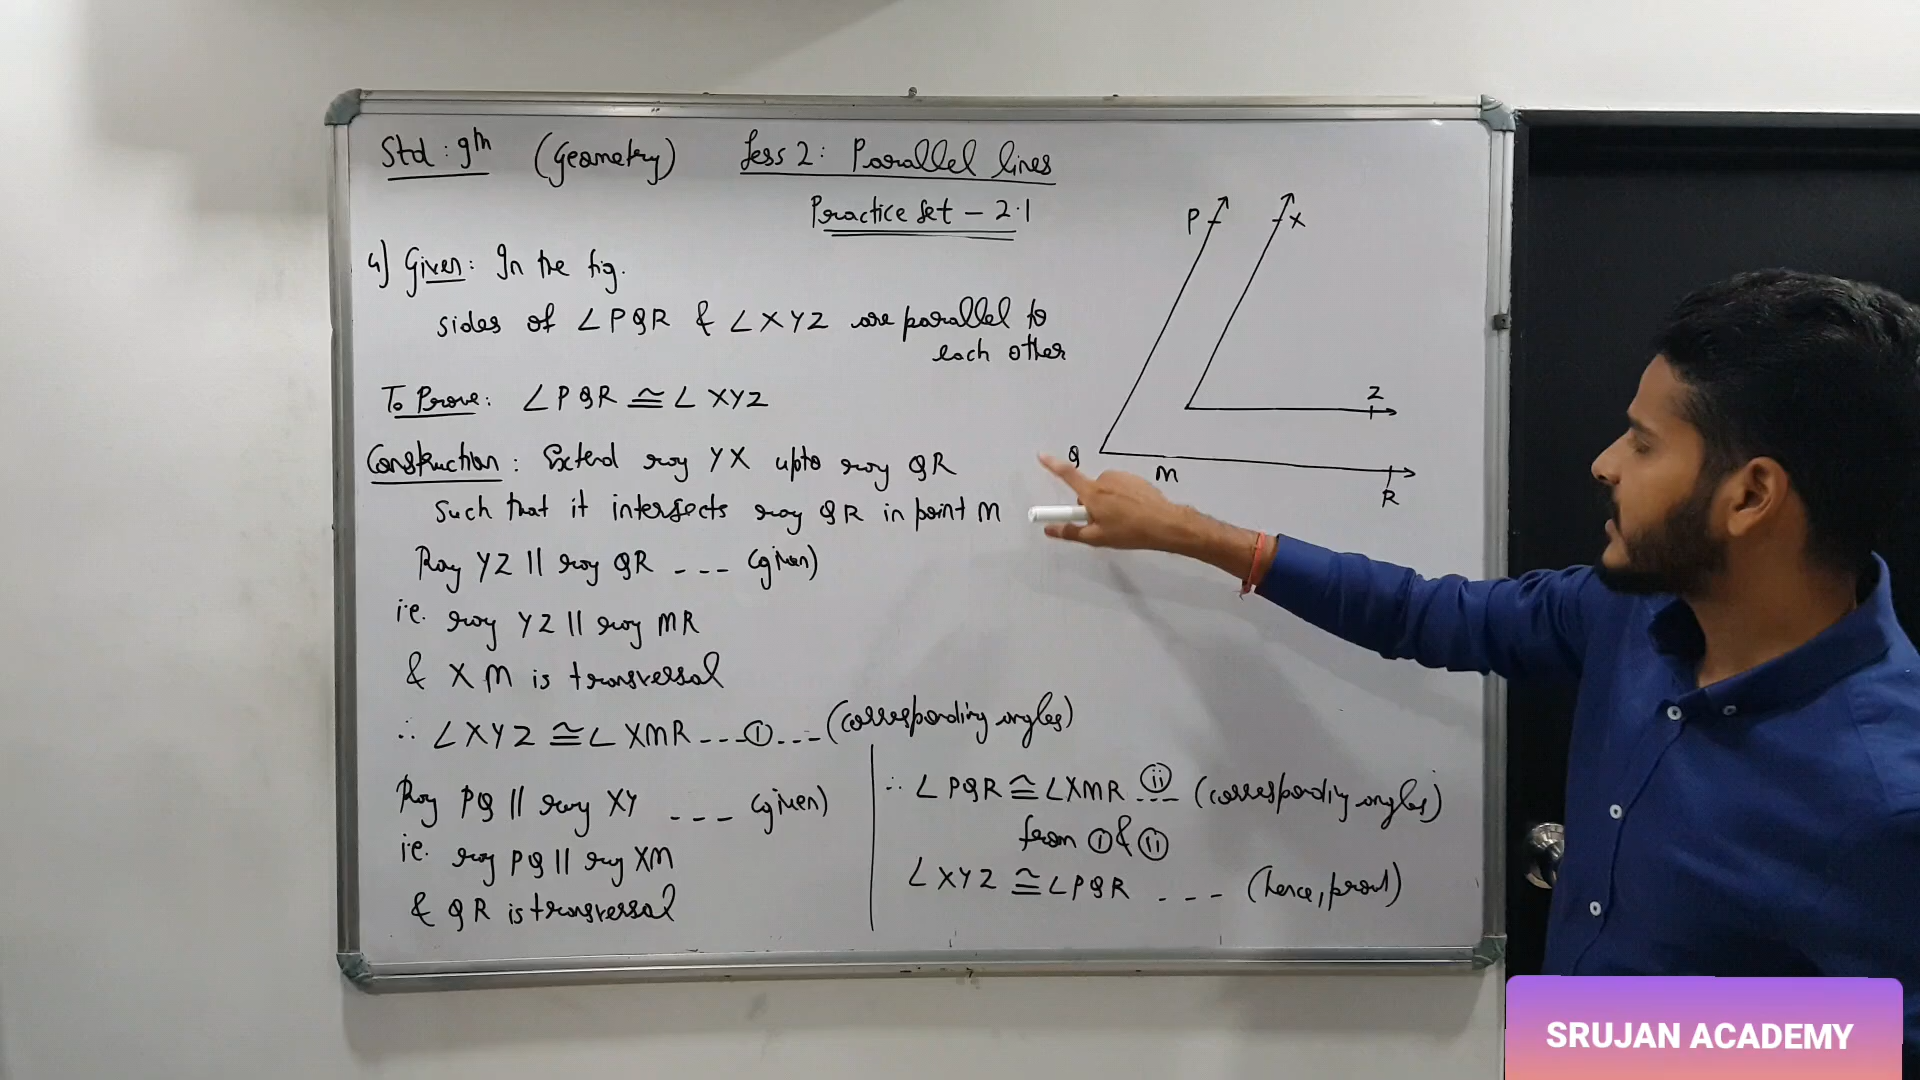 Std : 9th (Geometry) Less 2: Parallel lines
Practice Set - 2.1
4) Given: In the fig.
sides of ∠PQR & ∠XYZ are parallel to
each other
To Prove: ∠PQR ≅ ∠XYZ
Construction: Extend ray YX upto ray QR
Such that it intersects ray QR in point M
Ray YZ || ray QR --- (given)
i.e. ray YZ || ray MR
& XM is transversal
∴ ∠XYZ ≅ ∠XMR --- ① --- (corresponding angles)
Ray PQ || ray XY --- (given)
i.e. ray PQ || ray XM
& QR is transversal
∴ ∠PQR ≅ ∠XMR --- ⅱ (corresponding angles)
from ① & ⅱ
∠XYZ ≅ ∠PQR --- (hence, prove)
P
X
Z
Q
M
R
SRUJAN ACADEMY